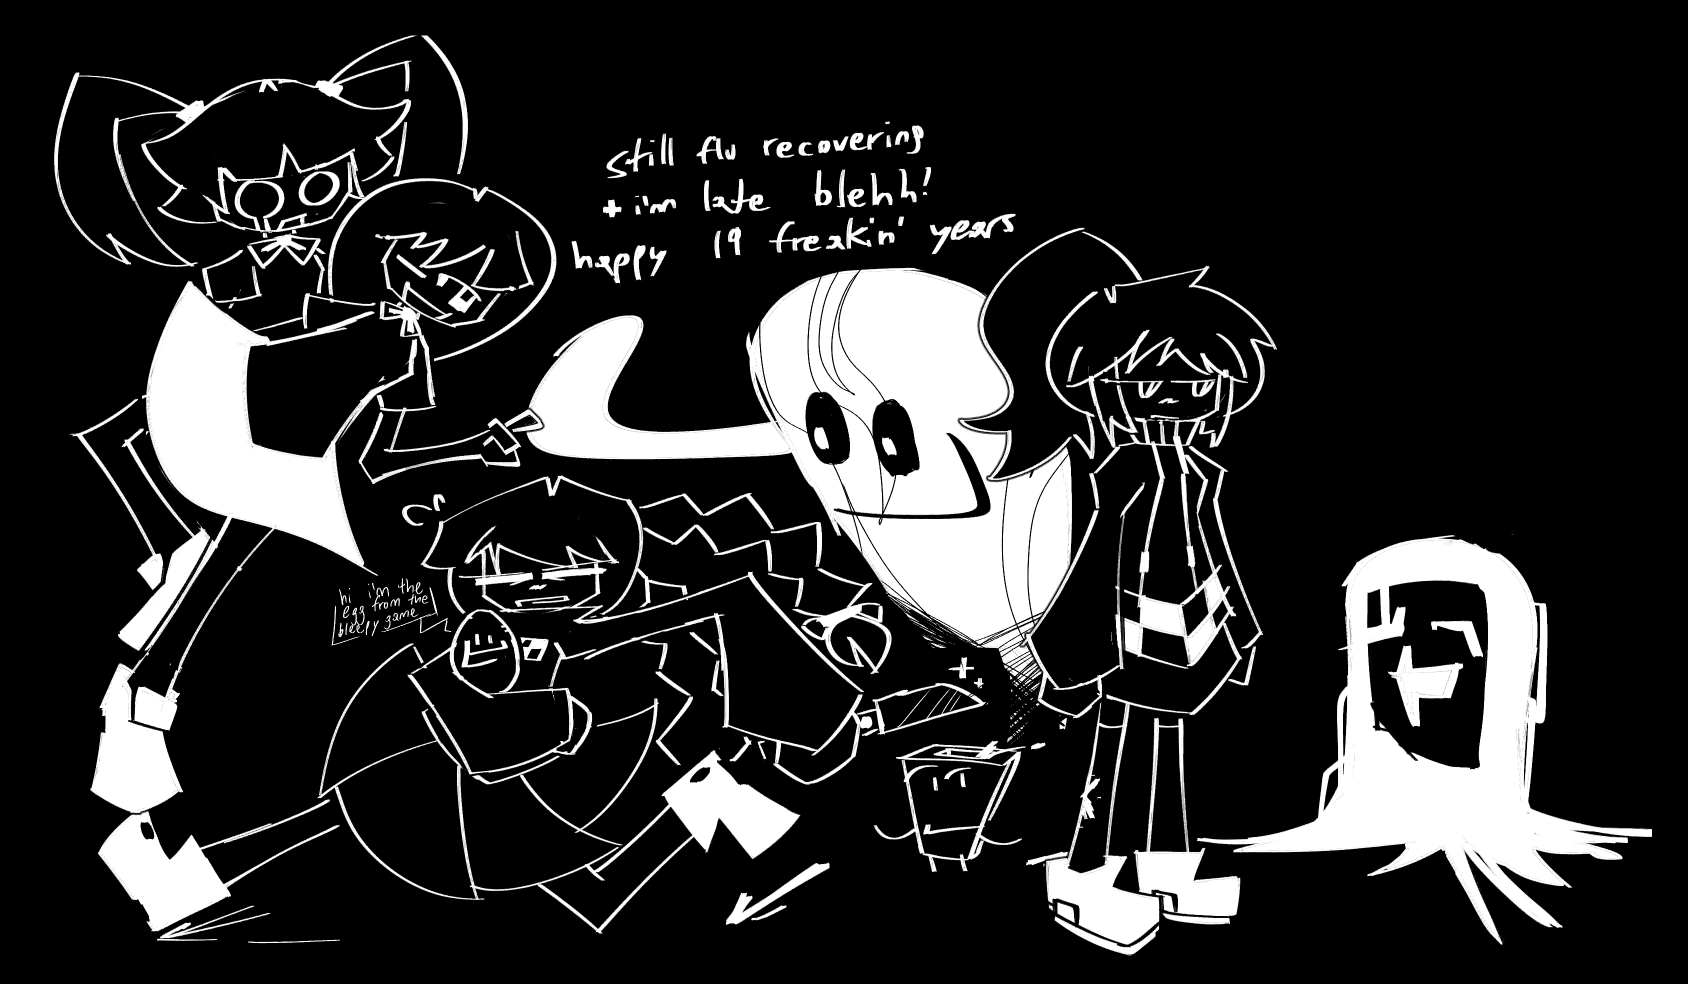 still flu recovering
+ i'm late blehh!
happy 19 freakin' years
hi i'm the
egg from the
bleepy game